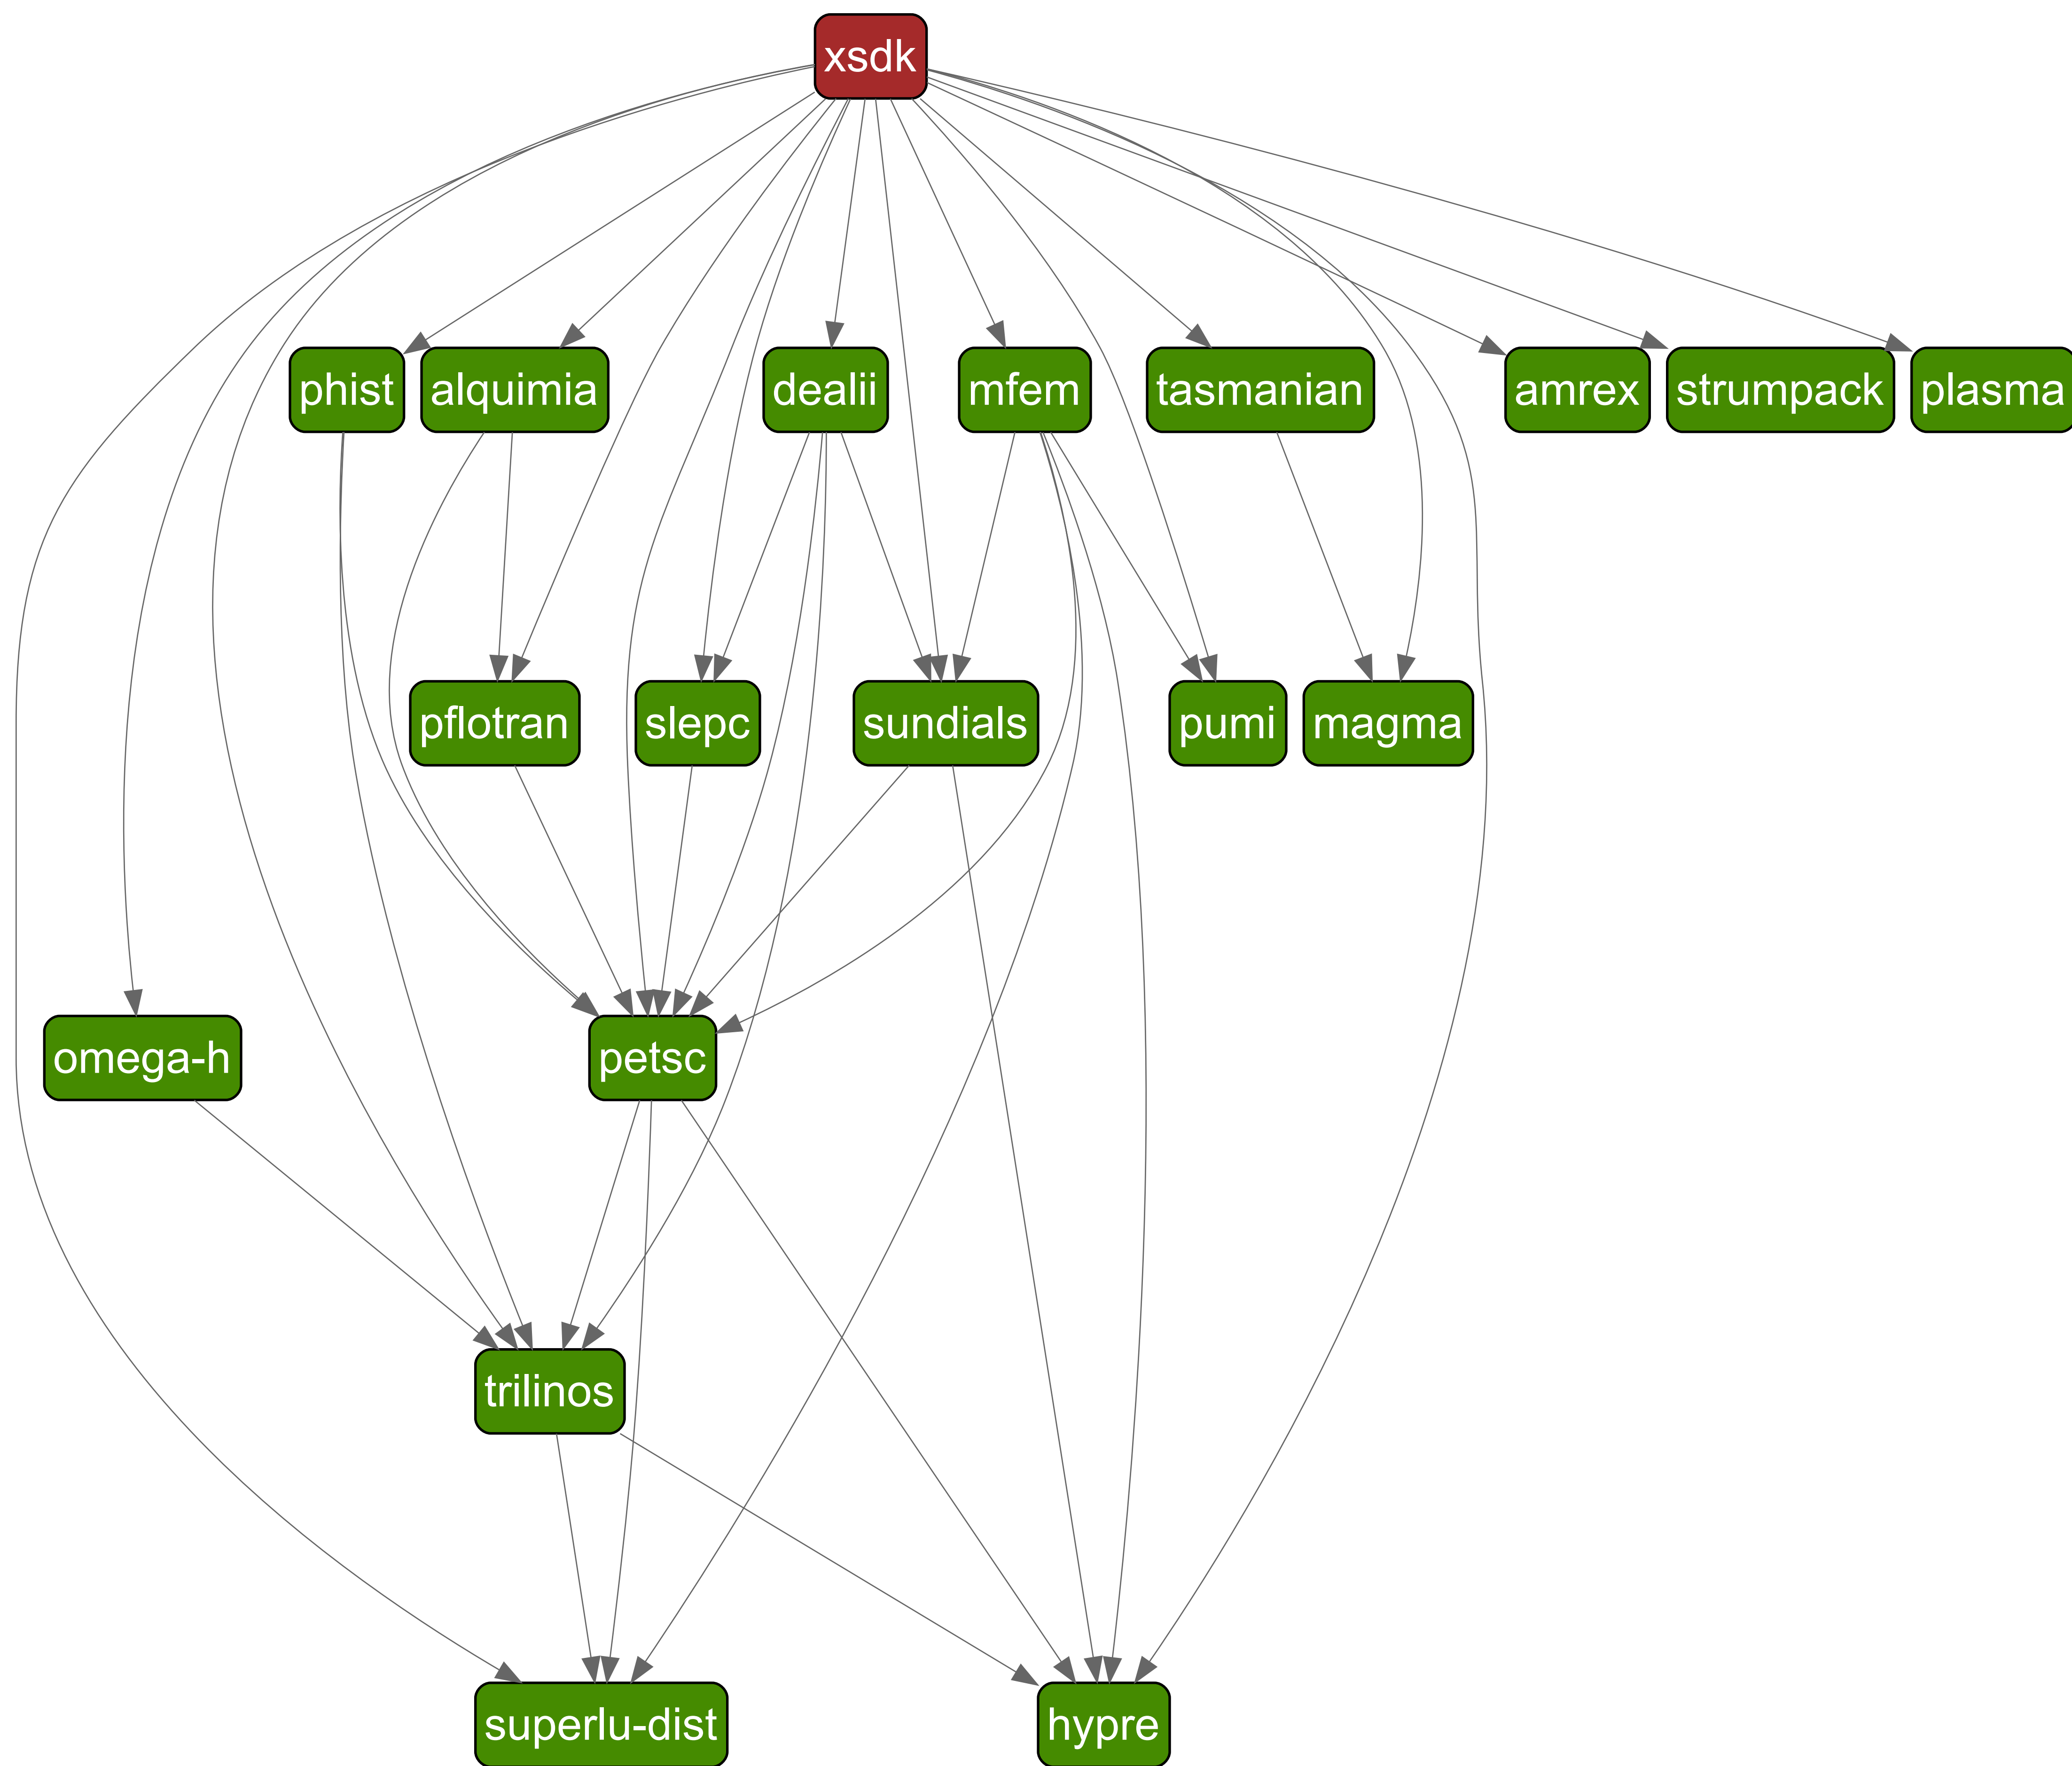 xsdk
phist
alquimia
dealii
mfem
tasmanian
amrex
strumpack
plasma
pflotran
slepc
sundials
pumi
magma
omega-h
petsc
trilinos
superlu-dist
hypre